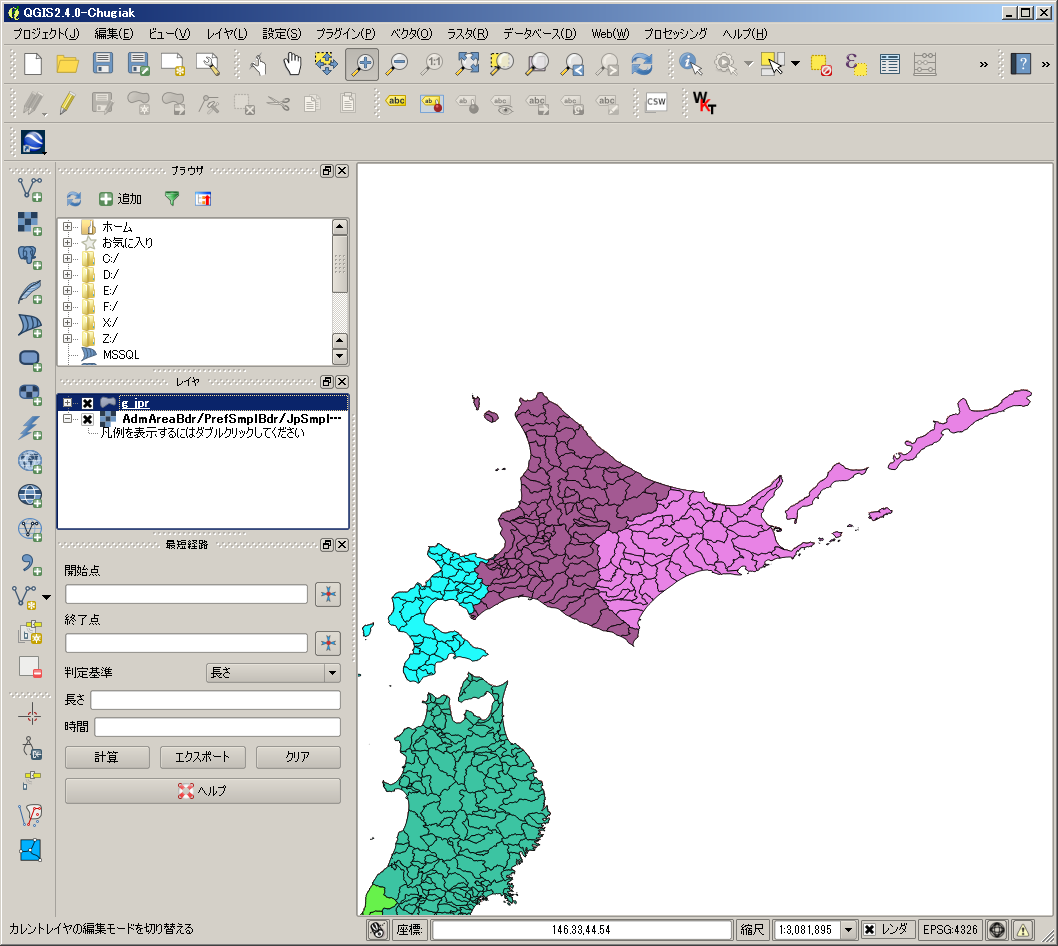 QGIS2.4.0-Chugiak
プロジェクト(J) 編集(E) ビュー(V) レイヤ(L) 設定(S) プラグイン(P) ベクタ(O) ラスタ(R) データベース(D) Web(W) プロセッシング ヘルプ(H)
1:1 ε » ? »
abc ab ab abc abc abc abc CSW WKT
ブラウザ
追加
ホーム
お気に入り
C:/
D:/
E:/
F:/
X:/
Z:/
MSSQL
レイヤ
g_jpr
AdmAreaBdr/PrefSmplBdr/JpSmpl…
凡例を表示するにはダブルクリックしてください
最短経路
開始点
終了点
判定基準 長さ
長さ
時間
計算 エクスポート クリア
ヘルプ
カレントレイヤの編集モードを切り替える 座標: 146.33,44.54 縮尺 1:3,081,895 レンダ EPSG:4326